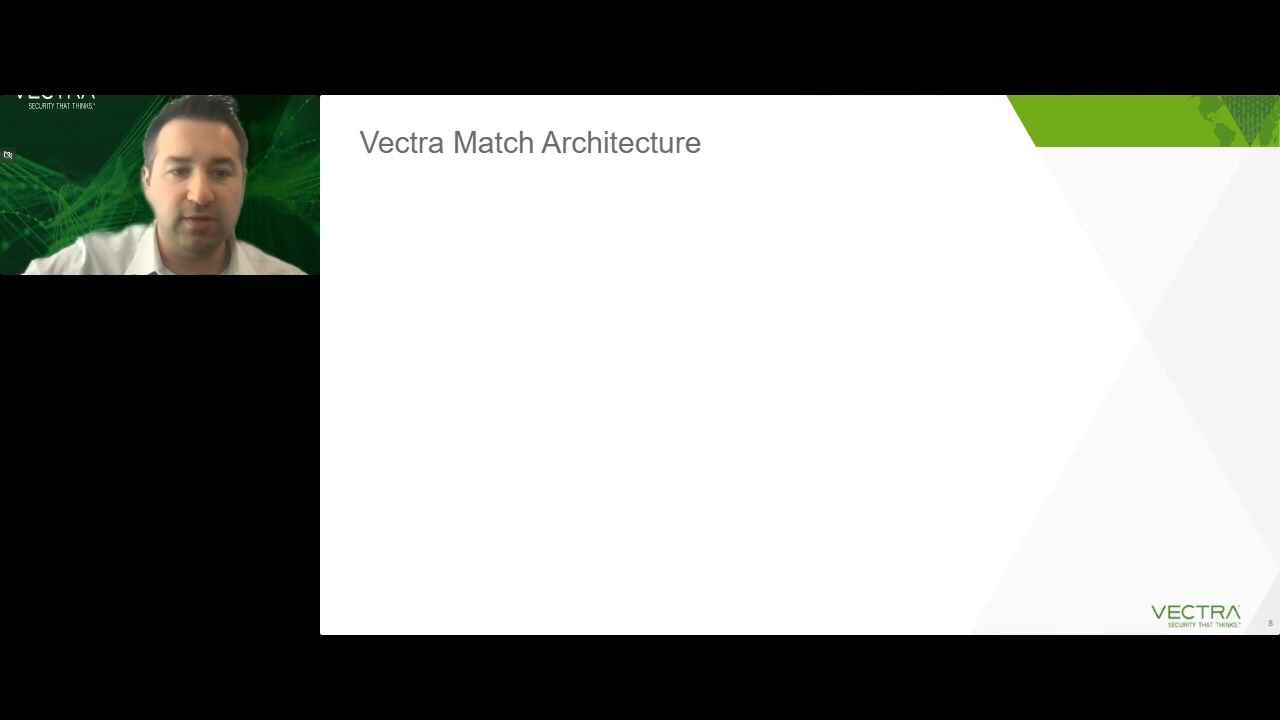 VECTRA
SECURITY THAT THINKS.®
Vectra Match Architecture
VECTRA
SECURITY THAT THINKS.®
8